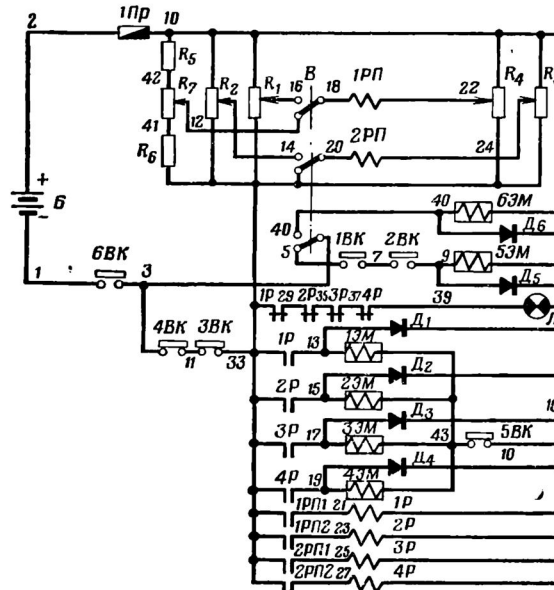 2 1Пр 10
R5
42
R7 R2 R1 16 B 18 1РП 22 R4 R
12
41 14 20 2РП 24
R6
+
Б
-
40 40 6ЭМ
Д6
5 1ВК 7 2ВК 9 5ЭМ
Д5
1 6ВК 3
1Р 29 2Р 35 3Р 37 4Р 39 Л
4ВК 3ВК
11 33
1Р 13 Д1
1ЭМ
2Р 15 Д2
2ЭМ
3Р 17 Д3 18
3ЭМ 43 5ВК
10
4Р 19 Д4
4ЭМ
1РП1 21 1Р
1РП2 23 2Р
2РП1 25 3Р
2РП2 27 4Р